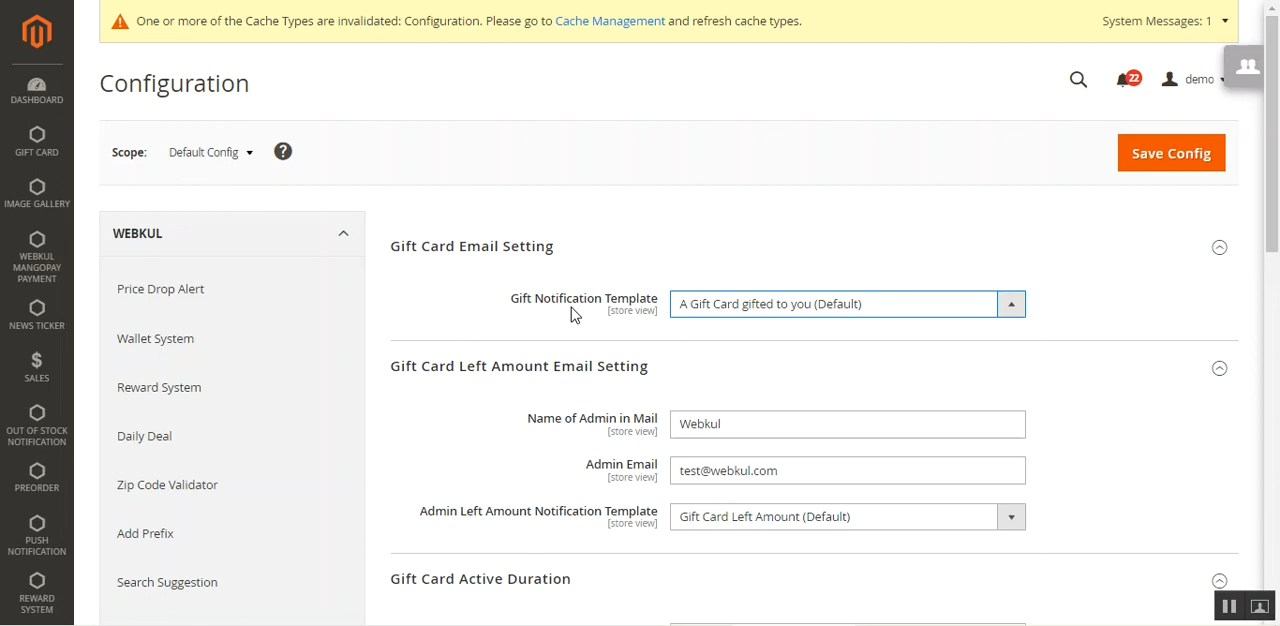 One or more of the Cache Types are invalidated: Configuration. Please go to Cache Management and refresh cache types.
System Messages: 1
Configuration
22
demo
DASHBOARD
GIFT CARD
IMAGE GALLERY
WEBKUL
MANGOPAY
PAYMENT
NEWS TICKER
$
SALES
OUT OF STOCK
NOTIFICATION
PREORDER
PUSH
NOTIFICATION
REWARD
SYSTEM
Scope: Default Config ?
Save Config
WEBKUL
Price Drop Alert
Wallet System
Reward System
Daily Deal
Zip Code Validator
Add Prefix
Search Suggestion
Gift Card Email Setting
Gift Notification Template
[store view]
A Gift Card gifted to you (Default)
Gift Card Left Amount Email Setting
Name of Admin in Mail
[store view]
Webkul
Admin Email
[store view]
test@webkul.com
Admin Left Amount Notification Template
[store view]
Gift Card Left Amount (Default)
Gift Card Active Duration